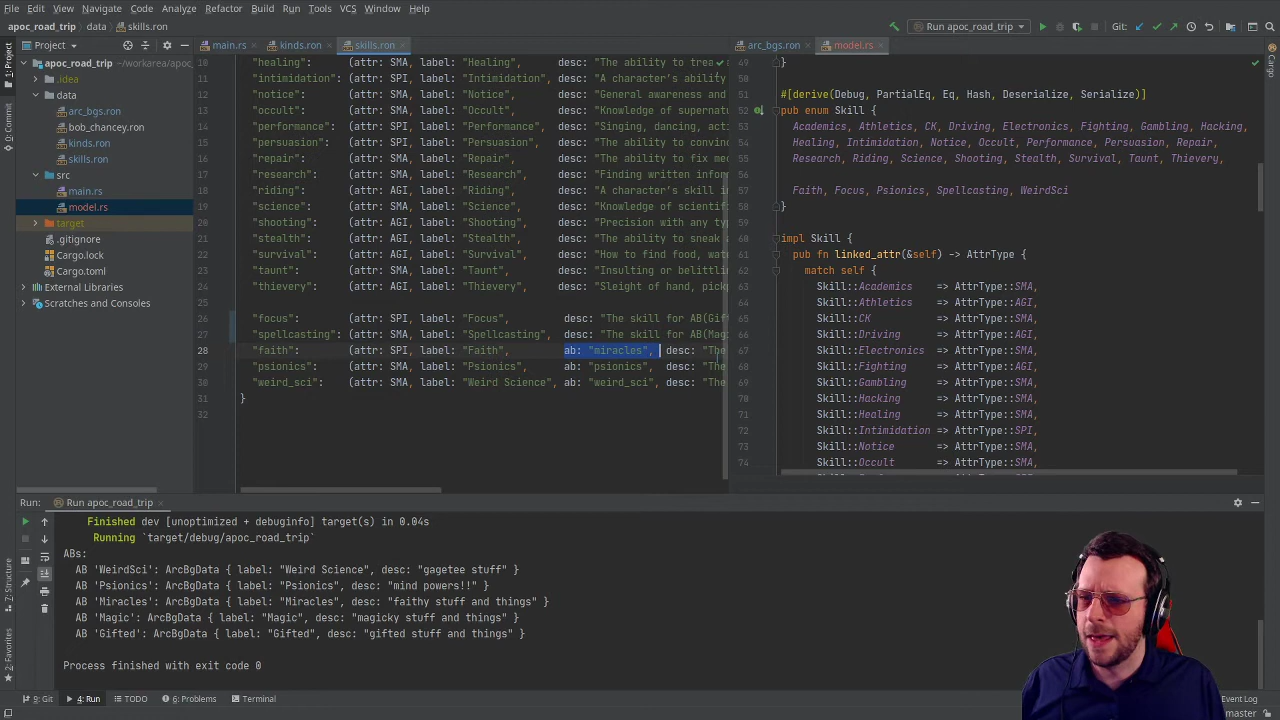 File Edit View Navigate Code Analyze Refactor Build Run Tools VCS Window Help
apoc_road_trip › data › skills.ron
Run apoc_road_trip
Git:
Project
main.rs
kinds.ron
skills.ron
arc_bgs.ron
model.rs
1: Project
0: Commit
7: Structure
2: Favorites
Cargo
apoc_road_trip ~/workarea/apoc_
.idea
data
arc_bgs.ron
bob_chancey.ron
kinds.ron
skills.ron
src
main.rs
model.rs
target
.gitignore
Cargo.lock
Cargo.toml
External Libraries
Scratches and Consoles
10 "healing": (attr: SMA, label: "Healing", desc: "The ability to trea
11 "intimidation": (attr: SPI, label: "Intimidation", desc: "A character's ability
12 "notice": (attr: SMA, label: "Notice", desc: "General awareness and
13 "occult": (attr: SMA, label: "Occult", desc: "Knowledge of supernatu
14 "performance": (attr: SPI, label: "Performance", desc: "Singing, dancing, acti
15 "persuasion": (attr: SPI, label: "Persuasion", desc: "The ability to convinc
16 "repair": (attr: SMA, label: "Repair", desc: "The ability to fix mec
17 "research": (attr: SMA, label: "Research", desc: "Finding written infor
18 "riding": (attr: AGI, label: "Riding", desc: "A character's skill in
19 "science": (attr: SMA, label: "Science", desc: "Knowledge of scientifi
20 "shooting": (attr: AGI, label: "Shooting", desc: "Precision with any typ
21 "stealth": (attr: AGI, label: "Stealth", desc: "The ability to sneak a
22 "survival": (attr: SMA, label: "Survival", desc: "How to find food, wate
23 "taunt": (attr: SMA, label: "Taunt", desc: "Insulting or belittlin
24 "thievery": (attr: AGI, label: "Thievery", desc: "Sleight of hand, pickp
25
26 "focus": (attr: SPI, label: "Focus", desc: "The skill for AB(Gif
27 "spellcasting": (attr: SMA, label: "Spellcasting", desc: "The skill for AB(Mag
28 "faith": (attr: SPI, label: "Faith", ab: "miracles", desc: "The
29 "psionics": (attr: SMA, label: "Psionics", ab: "psionics", desc: "The
30 "weird_sci": (attr: SMA, label: "Weird Science", ab: "weird_sci", desc: "The
31 }
32
49 }
50
51 #[derive(Debug, PartialEq, Eq, Hash, Deserialize, Serialize)]
52 pub enum Skill {
53 Academics, Athletics, CK, Driving, Electronics, Fighting, Gambling, Hacking,
54 Healing, Intimidation, Notice, Occult, Performance, Persuasion, Repair,
55 Research, Riding, Science, Shooting, Stealth, Survival, Taunt, Thievery,
56
57 Faith, Focus, Psionics, Spellcasting, WeirdSci
58 }
59
60 impl Skill {
61 pub fn linked_attr(&self) -> AttrType {
62 match self {
63 Skill::Academics => AttrType::SMA,
64 Skill::Athletics => AttrType::AGI,
65 Skill::CK => AttrType::SMA,
66 Skill::Driving => AttrType::AGI,
67 Skill::Electronics => AttrType::SMA,
68 Skill::Fighting => AttrType::AGI,
69 Skill::Gambling => AttrType::SMA,
70 Skill::Hacking => AttrType::SMA,
71 Skill::Healing => AttrType::SMA,
72 Skill::Intimidation => AttrType::SPI,
73 Skill::Notice => AttrType::SMA,
74 Skill::Occult => AttrType::SMA,
Run: Run apoc_road_trip
Finished dev [unoptimized + debuginfo] target(s) in 0.04s
Running `target/debug/apoc_road_trip`
ABs:
AB 'WeirdSci': ArcBgData { label: "Weird Science", desc: "gagetee stuff" }
AB 'Psionics': ArcBgData { label: "Psionics", desc: "mind powers!!" }
AB 'Miracles': ArcBgData { label: "Miracles", desc: "faithy stuff and things" }
AB 'Magic': ArcBgData { label: "Magic", desc: "magicky stuff and things" }
AB 'Gifted': ArcBgData { label: "Gifted", desc: "gifted stuff and things" }
Process finished with exit code 0
9: Git 4: Run TODO 6: Problems Terminal
Event Log
master